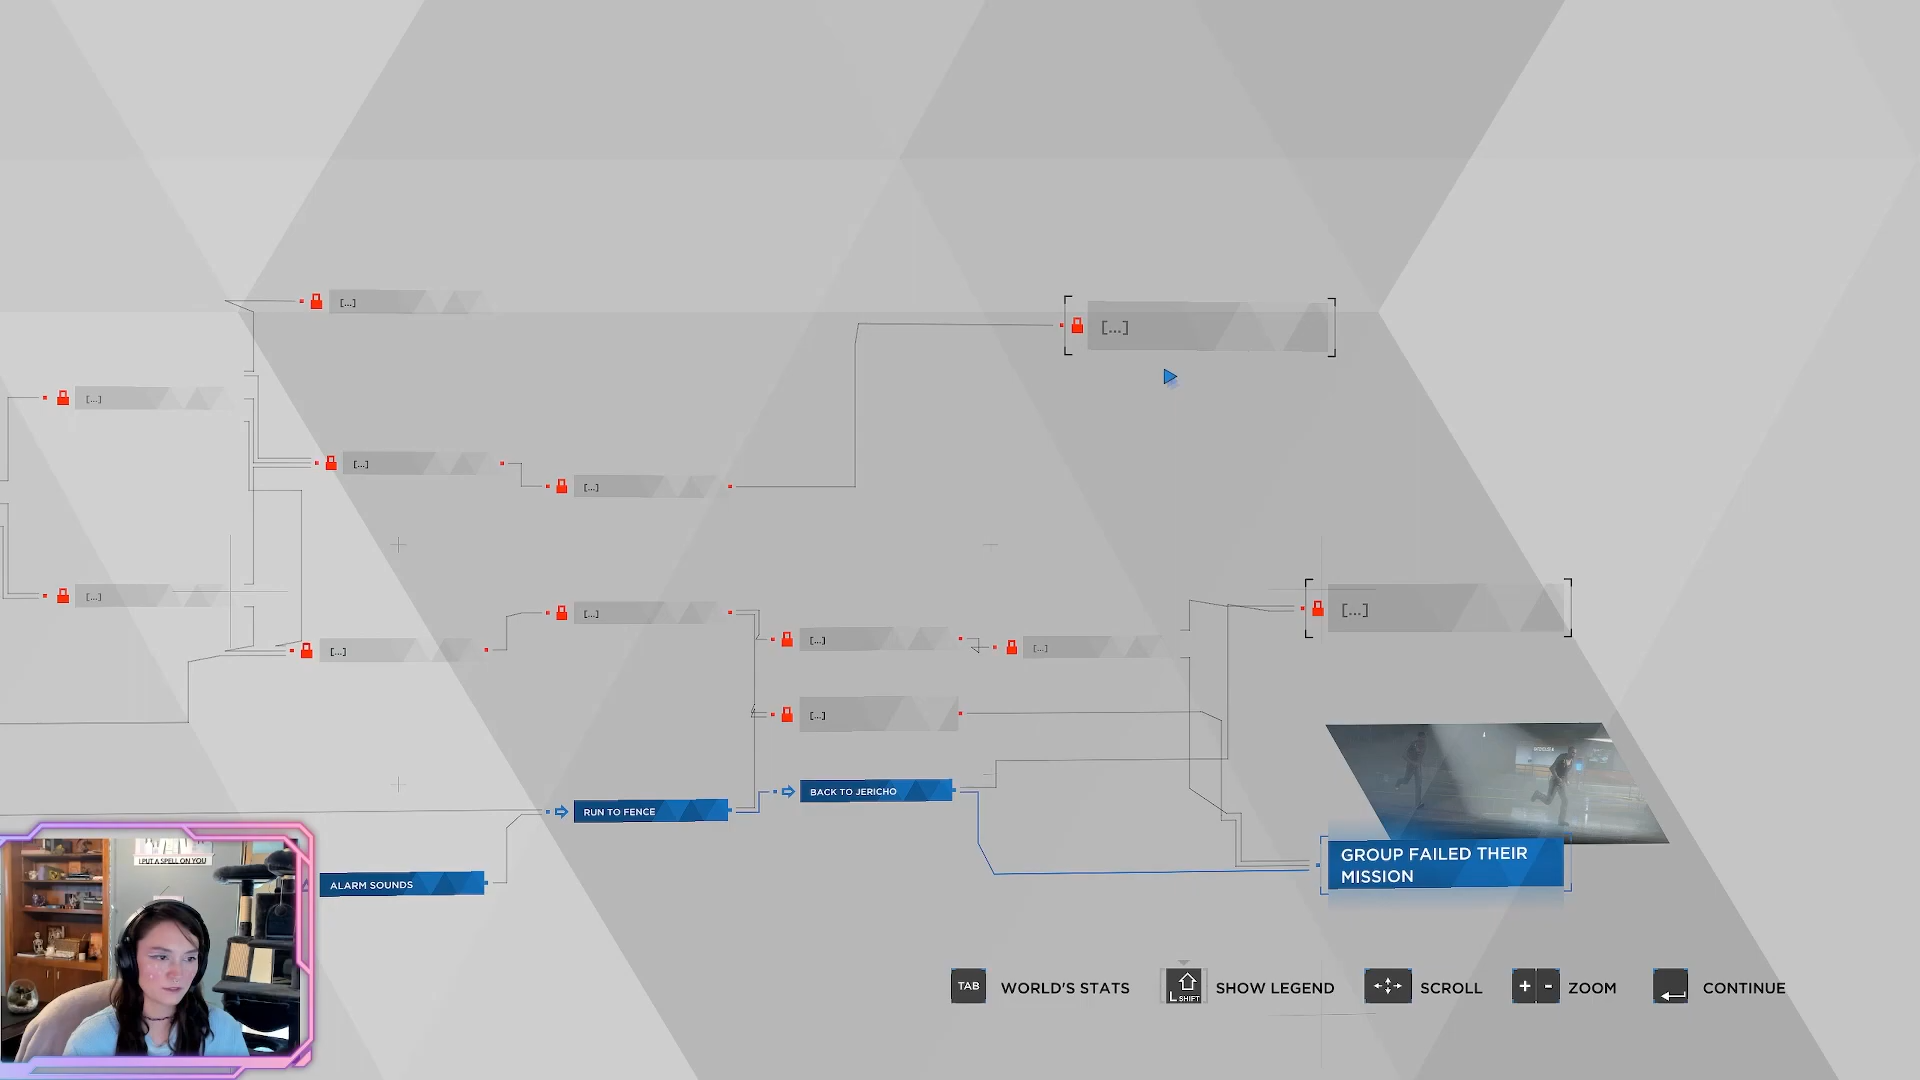 [...]
[...]
[...]
[...]
[...]
[...]
[...]
[...]
[...]
[...]
[...]
[...]
BACK TO JERICHO
RUN TO FENCE
GROUP FAILED THEIR
MISSION
ALARM SOUNDS
I PUT A SPELL ON YOU
TAB
WORLD'S STATS
L SHIFT
SHOW LEGEND
SCROLL
+ -
ZOOM
CONTINUE